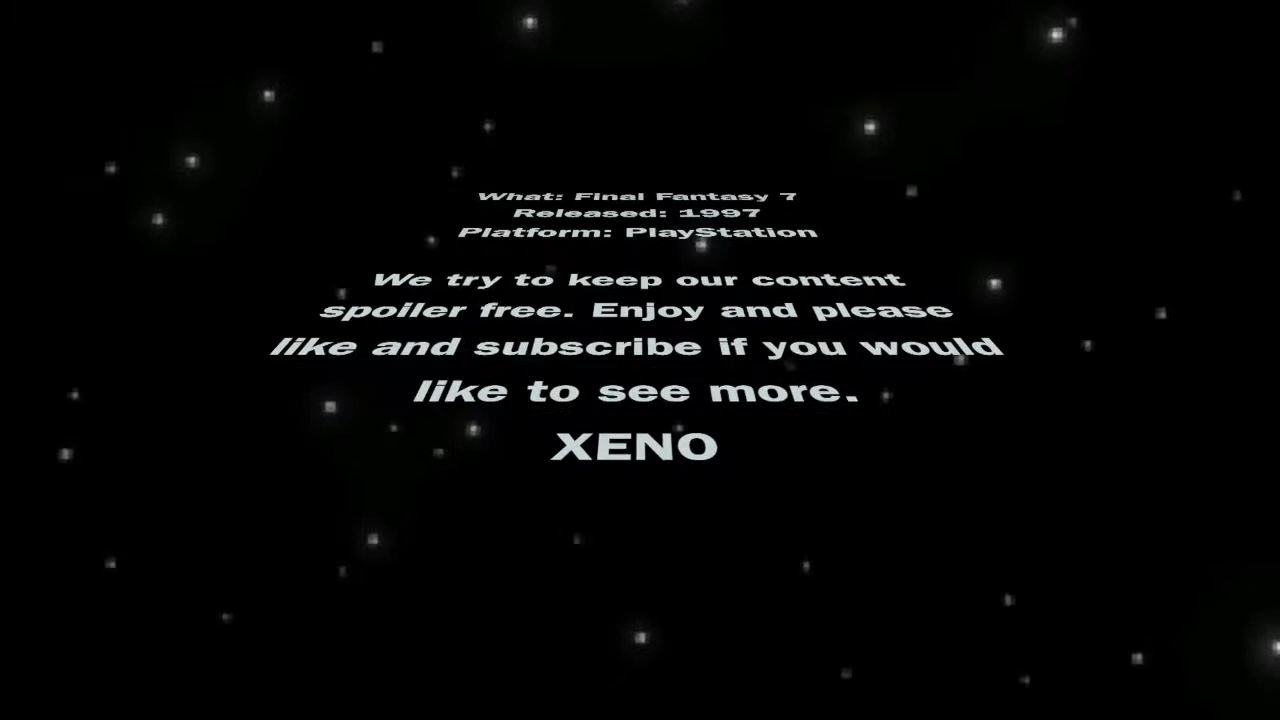 What: Final Fantasy 7
Released: 1997
Platform: PlayStation
We try to keep our content
spoiler free. Enjoy and please
like and subscribe if you would
like to see more.
XENO